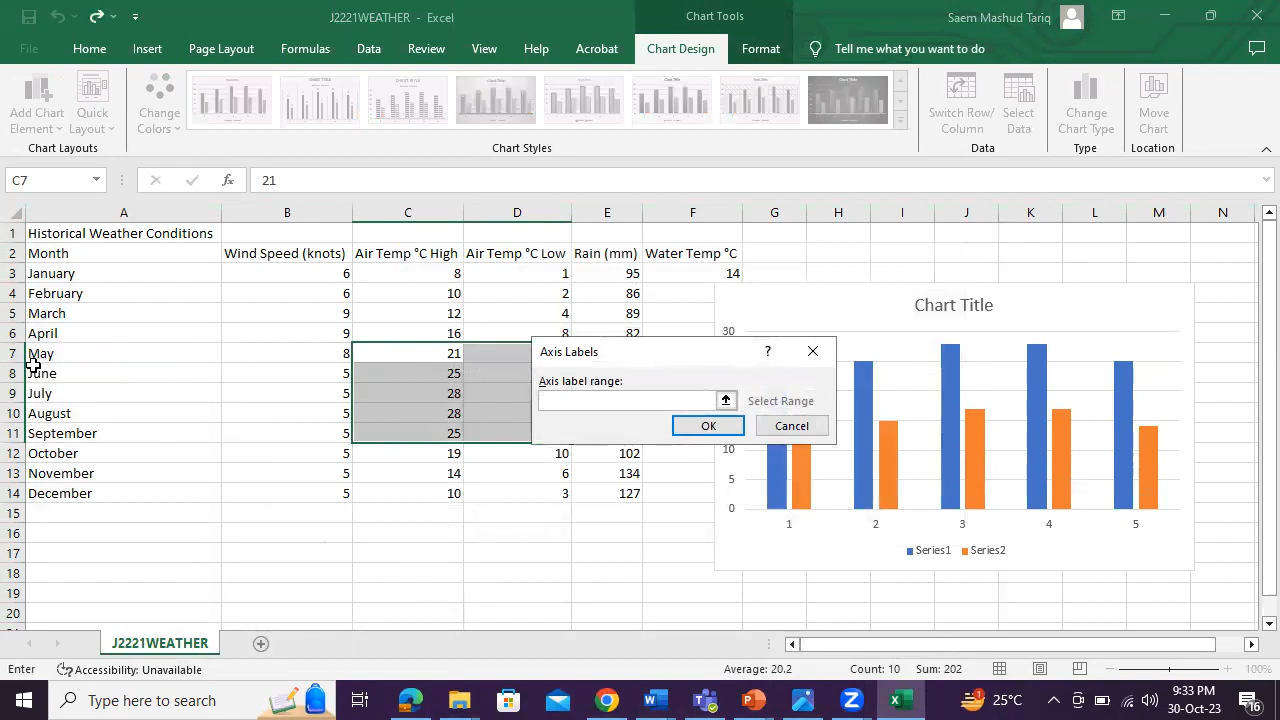 J2221WEATHER - Excel
Chart Tools
Saem Mashud Tariq
File Home Insert Page Layout Formulas Data Review View Help Acrobat Chart Design Format Tell me what you want to do
Add Chart Element
Quick Layout
Change Colors
Switch Row/ Column
Select Data
Change Chart Type
Move Chart
Chart Layouts
Chart Styles
Data
Type
Location
C7
fx
21
A B C D E F G H I J K L M N
1 Historical Weather Conditions
2 Month Wind Speed (knots) Air Temp °C High Air Temp °C Low Rain (mm) Water Temp °C
3 January 6 8 1 95 14
4 February 6 10 2 86
5 March 9 12 4 89
6 April 9 16 8 82
7 May 8 21
8 June 5 25
9 July 5 28
10 August 5 28
11 September 5 25
12 October 5 19 10 102
13 November 5 14 6 134
14 December 5 10 3 127
15
16
17
18
19
20
Axis Labels ?
Axis label range:
Select Range
OK
Cancel
Chart Title
30
10
5
0
1 2 3 4 5
Series1 Series2
J2221WEATHER
Enter
Accessibility: Unavailable
Average: 20.2 Count: 10 Sum: 202
100%
Type here to search
25°C
9:33 PM
30-Oct-23
16